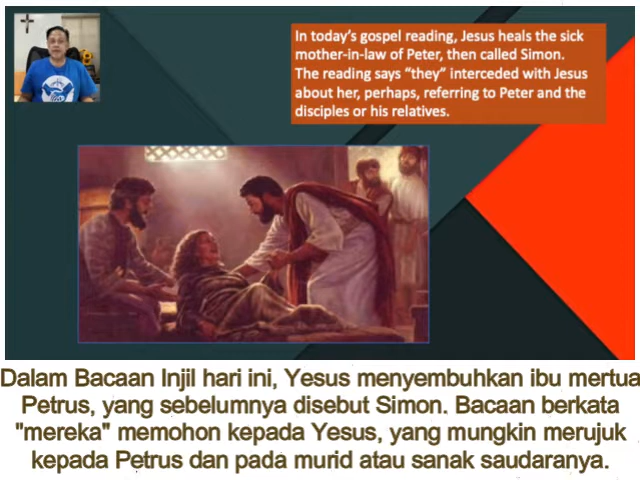 In today's gospel reading, Jesus heals the sick
mother-in-law of Peter, then called Simon.
The reading says “they” interceded with Jesus
about her, perhaps, referring to Peter and the
disciples or his relatives.
Dalam Bacaan Injil hari ini, Yesus menyembuhkan ibu mertua
Petrus, yang sebelumnya disebut Simon. Bacaan berkata
"mereka" memohon kepada Yesus, yang mungkin merujuk
kepada Petrus dan pada murid atau sanak saudaranya.